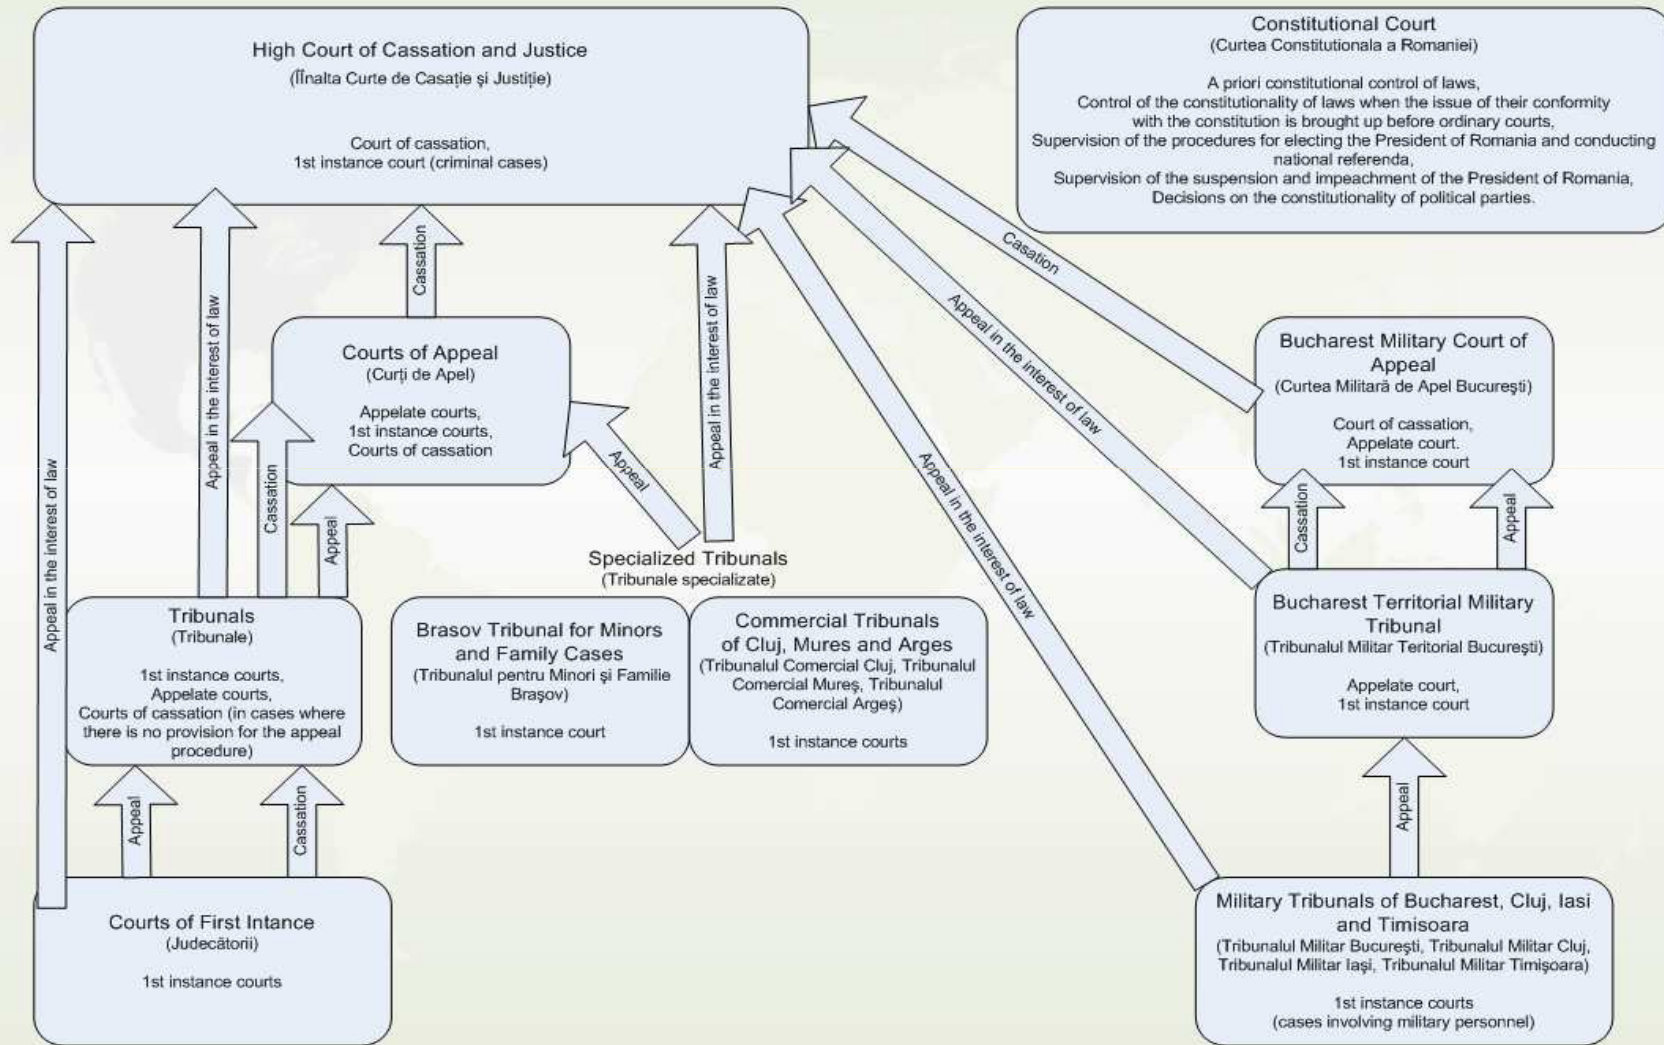 High Court of Cassation and Justice
(ÎÎnalta Curte de Casație și Justiție)
Court of cassation,
1st instance court (criminal cases)
Constitutional Court
(Curtea Constitutionala a Romaniei)
A priori constitutional control of laws,
Control of the constitutionality of laws when the issue of their conformity
with the constitution is brought up before ordinary courts,
Supervision of the procedures for electing the President of Romania and conducting
national referenda,
Supervision of the suspension and impeachment of the President of Romania,
Decisions on the constitutionality of political parties.
Appeal in the interest of law
Appeal in the interest of law
Cassation
Appeal in the interest of law
Appeal in the interest of law
Appeal in the interest of law
Casation
Courts of Appeal
(Curți de Apel)
Appelate courts,
1st instance courts,
Courts of cassation
Cassation
Appeal
Appeal
Bucharest Military Court of
Appeal
(Curtea Militară de Apel București)
Court of cassation,
Appelate court.
1st instance court
Cassation
Appeal
Specialized Tribunals
(Tribunale specializate)
Tribunals
(Tribunale)
1st instance courts,
Appelate courts,
Courts of cassation (in cases where
there is no provision for the appeal
procedure)
Brasov Tribunal for Minors
and Family Cases
(Tribunalul pentru Minori şi Familie
Braşov)
1st instance court
Commercial Tribunals
of Cluj, Mures and Arges
(Tribunalul Comercial Cluj, Tribunalul
Comercial Mureş, Tribunalul
Comercial Argeş)
1st instance courts
Bucharest Territorial Military
Tribunal
(Tribunalul Militar Teritorial Bucureşti)
Appelate court,
1st instance court
Appeal
Cassation
Appeal
Courts of First Intance
(Judecătorii)
1st instance courts
Military Tribunals of Bucharest, Cluj, Iasi
and Timisoara
(Tribunalul Militar Bucureşti, Tribunalul Militar Cluj,
Tribunalul Militar Iaşi, Tribunalul Militar Timişoara)
1st instance courts
(cases involving military personnel)